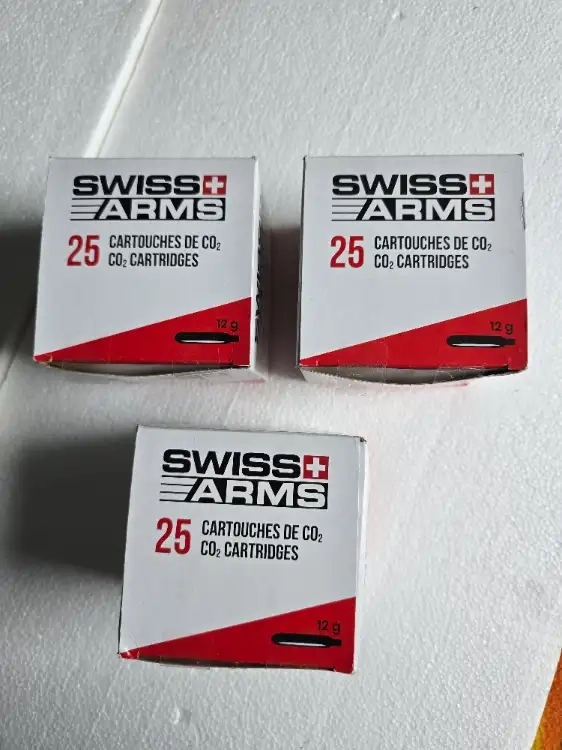 SWISS
ARMS
25 CARTOUCHES DE CO₂
CO₂ CARTRIDGES
12 g
SWISS
ARMS
25 CARTOUCHES DE CO₂
CO₂ CARTRIDGES
12 g
SWISS
ARMS
25 CARTOUCHES DE CO₂
CO₂ CARTRIDGES
12 g